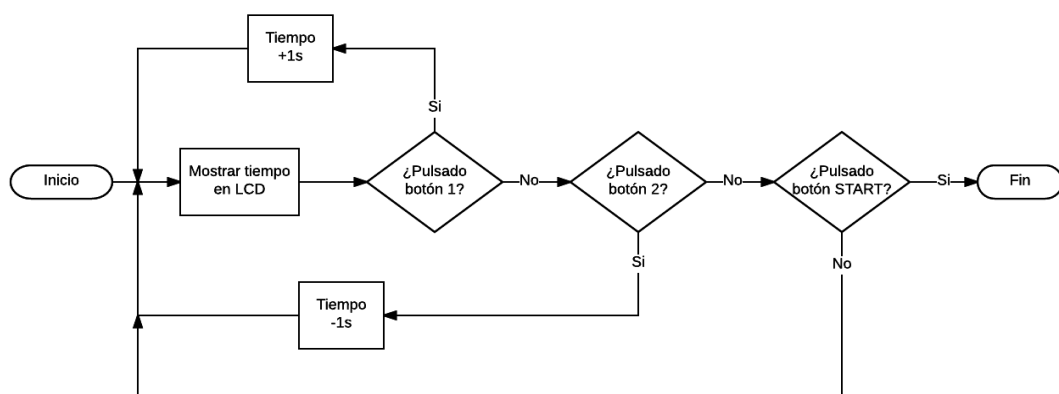 Tiempo
+1s
Si
Inicio
Mostrar tiempo
en LCD
¿Pulsado
botón 1?
No
¿Pulsado
botón 2?
No
¿Pulsado
botón START?
Si
Fin
Si
No
Tiempo
-1s